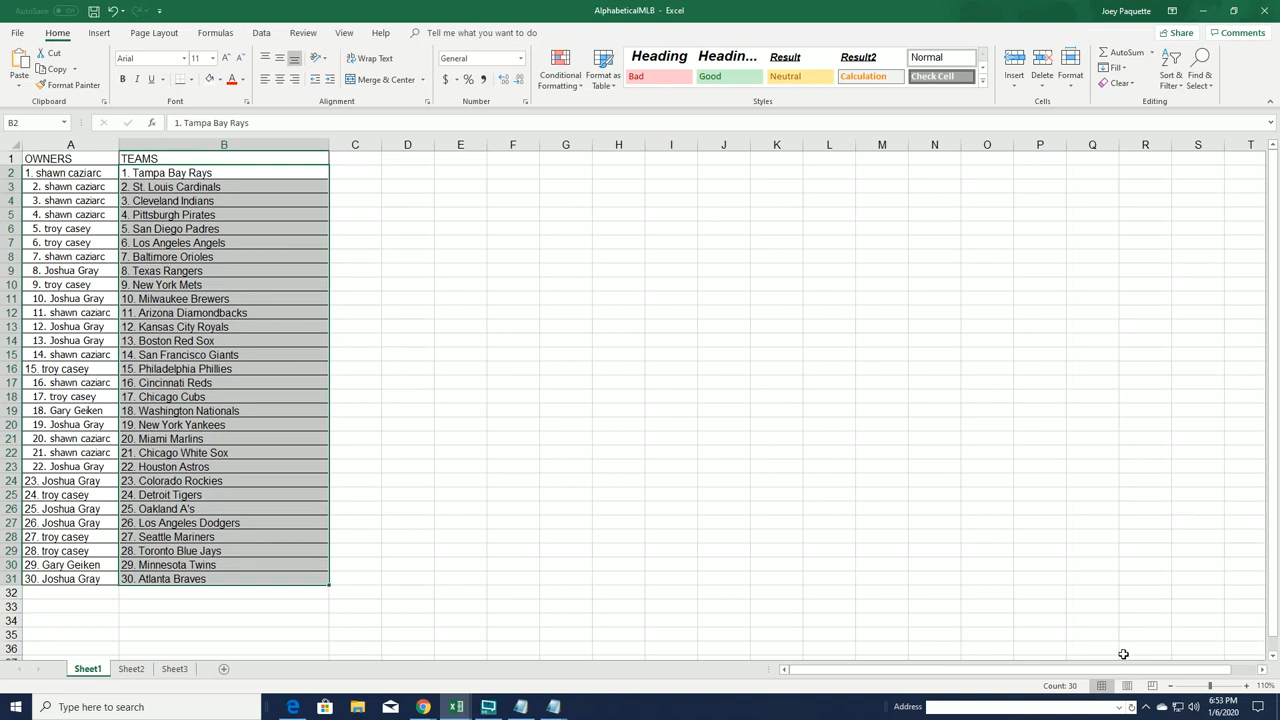 AutoSave Off
AlphabeticalMLB - Excel
Joey Paquette
File Home Insert Page Layout Formulas Data Review View Help Tell me what you want to do
Share Comments
Paste
Cut
Copy
Format Painter
Clipboard
Arial 11
B I U
Font
Wrap Text
Merge & Center
Alignment
General
$ % ,
Number
Conditional Formatting
Format as Table
Heading Headin... Result Result2 Normal
Bad Good Neutral Calculation Check Cell
Styles
Insert Delete Format
Cells
AutoSum
Fill
Clear
Sort & Filter
Find & Select
Editing
B2
fx
1. Tampa Bay Rays
A B C D E F G H I J K L M N O P Q R S T
1 OWNERS TEAMS
2 1. shawn caziarc 1. Tampa Bay Rays
3 2. shawn caziarc 2. St. Louis Cardinals
4 3. shawn caziarc 3. Cleveland Indians
5 4. shawn caziarc 4. Pittsburgh Pirates
6 5. troy casey 5. San Diego Padres
7 6. troy casey 6. Los Angeles Angels
8 7. shawn caziarc 7. Baltimore Orioles
9 8. Joshua Gray 8. Texas Rangers
10 9. troy casey 9. New York Mets
11 10. Joshua Gray 10. Milwaukee Brewers
12 11. shawn caziarc 11. Arizona Diamondbacks
13 12. Joshua Gray 12. Kansas City Royals
14 13. Joshua Gray 13. Boston Red Sox
15 14. shawn caziarc 14. San Francisco Giants
16 15. troy casey 15. Philadelphia Phillies
17 16. shawn caziarc 16. Cincinnati Reds
18 17. troy casey 17. Chicago Cubs
19 18. Gary Geiken 18. Washington Nationals
20 19. Joshua Gray 19. New York Yankees
21 20. shawn caziarc 20. Miami Marlins
22 21. shawn caziarc 21. Chicago White Sox
23 22. Joshua Gray 22. Houston Astros
24 23. Joshua Gray 23. Colorado Rockies
25 24. troy casey 24. Detroit Tigers
26 25. Joshua Gray 25. Oakland A's
27 26. Joshua Gray 26. Los Angeles Dodgers
28 27. troy casey 27. Seattle Mariners
29 28. troy casey 28. Toronto Blue Jays
30 29. Gary Geiken 29. Minnesota Twins
31 30. Joshua Gray 30. Atlanta Braves
32
33
34
35
36
Sheet1 Sheet2 Sheet3
Count: 30
110%
Type here to search
Address
6:53 PM
1/6/2020